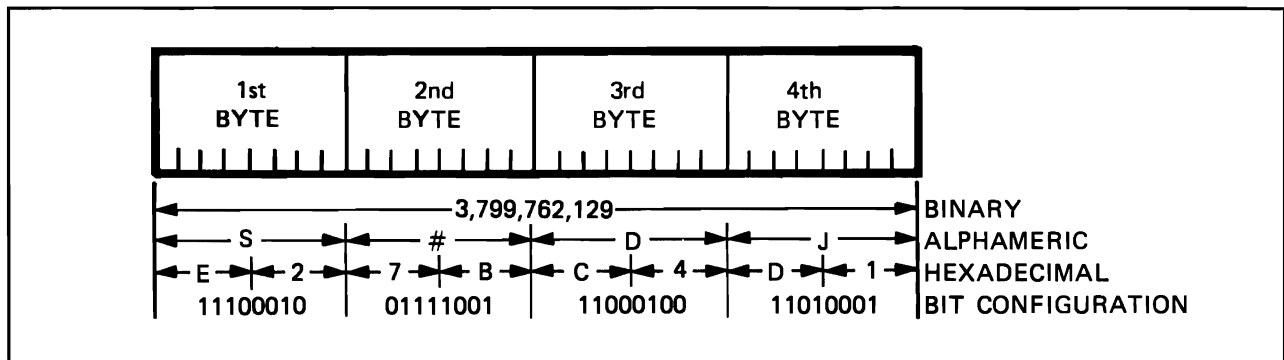 1st 2nd 3rd 4th
BYTE BYTE BYTE BYTE
3,799,762,129 BINARY
S # D J ALPHAMERIC
E 2 7 B C 4 D 1 HEXADECIMAL
11100010 01111001 11000100 11010001 BIT CONFIGURATION